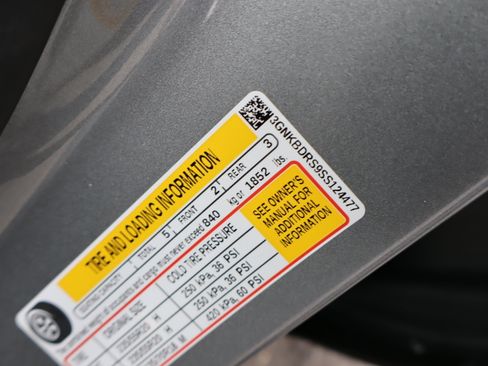 3GNKBDRS9SS124477
TIRE AND LOADING INFORMATION
SEATING CAPACITY TOTAL 5 FRONT 2 REAR 3
The combined weight of occupants and cargo must never exceed 840 kg or 1852 lbs.
TIRE ORIGINAL SIZE COLD TIRE PRESSURE
H 250 kPa, 36 PSI
H 250 kPa, 36 PSI
M 420 kPa, 60 PSI
SEE OWNER'S
MANUAL FOR
ADDITIONAL
INFORMATION